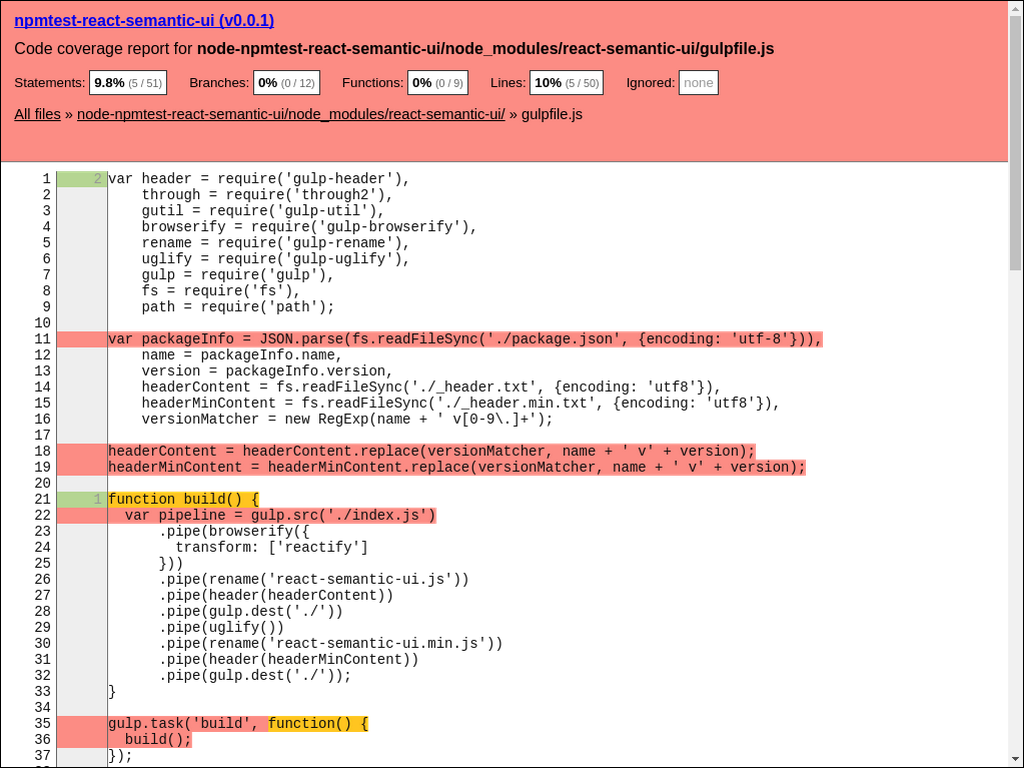 npmtest-react-semantic-ui (v0.0.1)
Code coverage report for node-npmtest-react-semantic-ui/node_modules/react-semantic-ui/gulpfile.js
Statements: 9.8% (5 / 51) Branches: 0% (0 / 12) Functions: 0% (0 / 9) Lines: 10% (5 / 50) Ignored: none
All files » node-npmtest-react-semantic-ui/node_modules/react-semantic-ui/ » gulpfile.js
1 2 var header = require('gulp-header'),
2     through = require('through2'),
3     gutil = require('gulp-util'),
4     browserify = require('gulp-browserify'),
5     rename = require('gulp-rename'),
6     uglify = require('gulp-uglify'),
7     gulp = require('gulp'),
8     fs = require('fs'),
9     path = require('path');
10
11 var packageInfo = JSON.parse(fs.readFileSync('./package.json', {encoding: 'utf-8'})),
12     name = packageInfo.name,
13     version = packageInfo.version,
14     headerContent = fs.readFileSync('./_header.txt', {encoding: 'utf8'}),
15     headerMinContent = fs.readFileSync('./_header.min.txt', {encoding: 'utf8'}),
16     versionMatcher = new RegExp(name + ' v[0-9\.]+');
17
18 headerContent = headerContent.replace(versionMatcher, name + ' v' + version);
19 headerMinContent = headerMinContent.replace(versionMatcher, name + ' v' + version);
20
21 1 function build() {
22   var pipeline = gulp.src('./index.js')
23       .pipe(browserify({
24         transform: ['reactify']
25       }))
26       .pipe(rename('react-semantic-ui.js'))
27       .pipe(header(headerContent))
28       .pipe(gulp.dest('./'))
29       .pipe(uglify())
30       .pipe(rename('react-semantic-ui.min.js'))
31       .pipe(header(headerMinContent))
32       .pipe(gulp.dest('./'));
33 }
34
35 gulp.task('build', function() {
36   build();
37 });